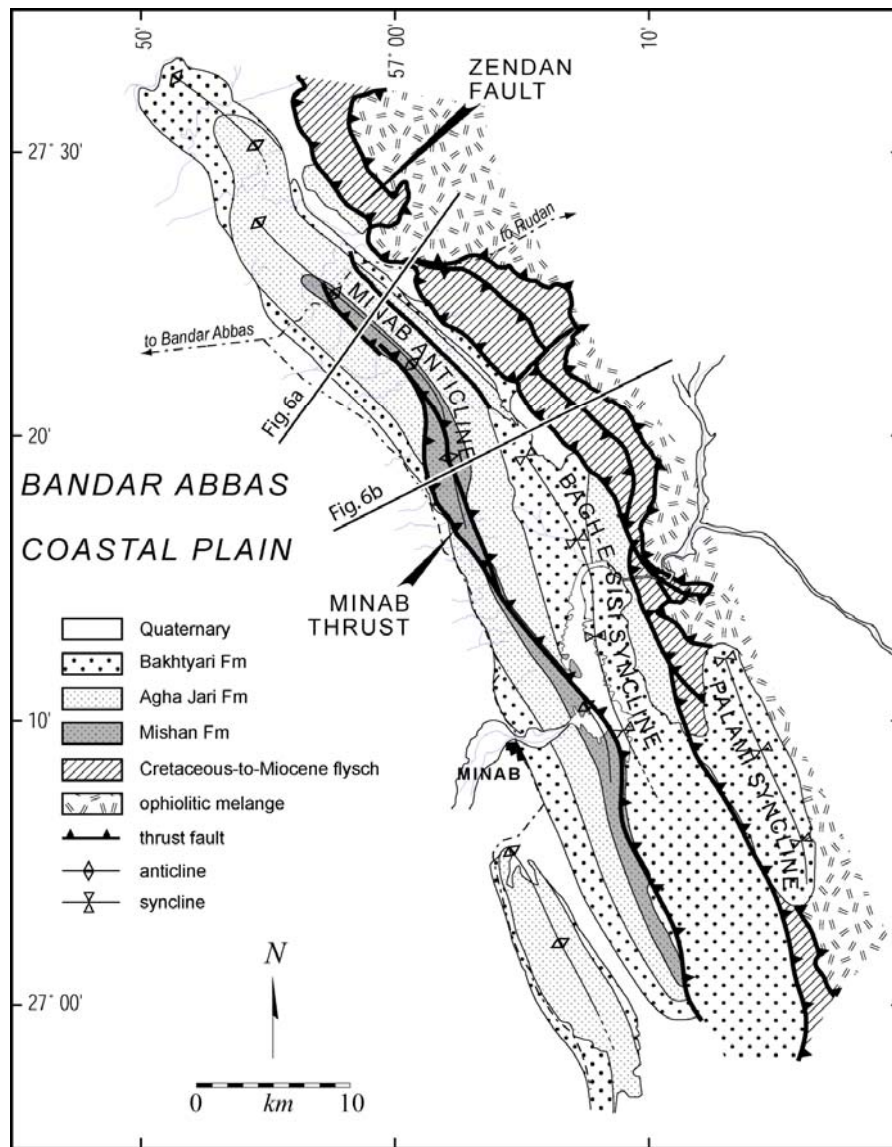 50'
57° 00'
10'
ZENDAN
FAULT
27° 30'
to Rudan
MINAB ANTICLINE
to Bandar Abbas
Fig. 6a
20'
BANDAR ABBAS
COASTAL PLAIN
Fig. 6b
BAGH-E SISI SYNCLINE
MINAB
THRUST
Quaternary
Bakhtyari Fm
Agha Jari Fm
Mishan Fm
Cretaceous-to-Miocene flysch
ophiolitic melange
thrust fault
anticline
syncline
10'
MINAB
PALAMI SYNCLINE
N
27° 00'
0 km 10